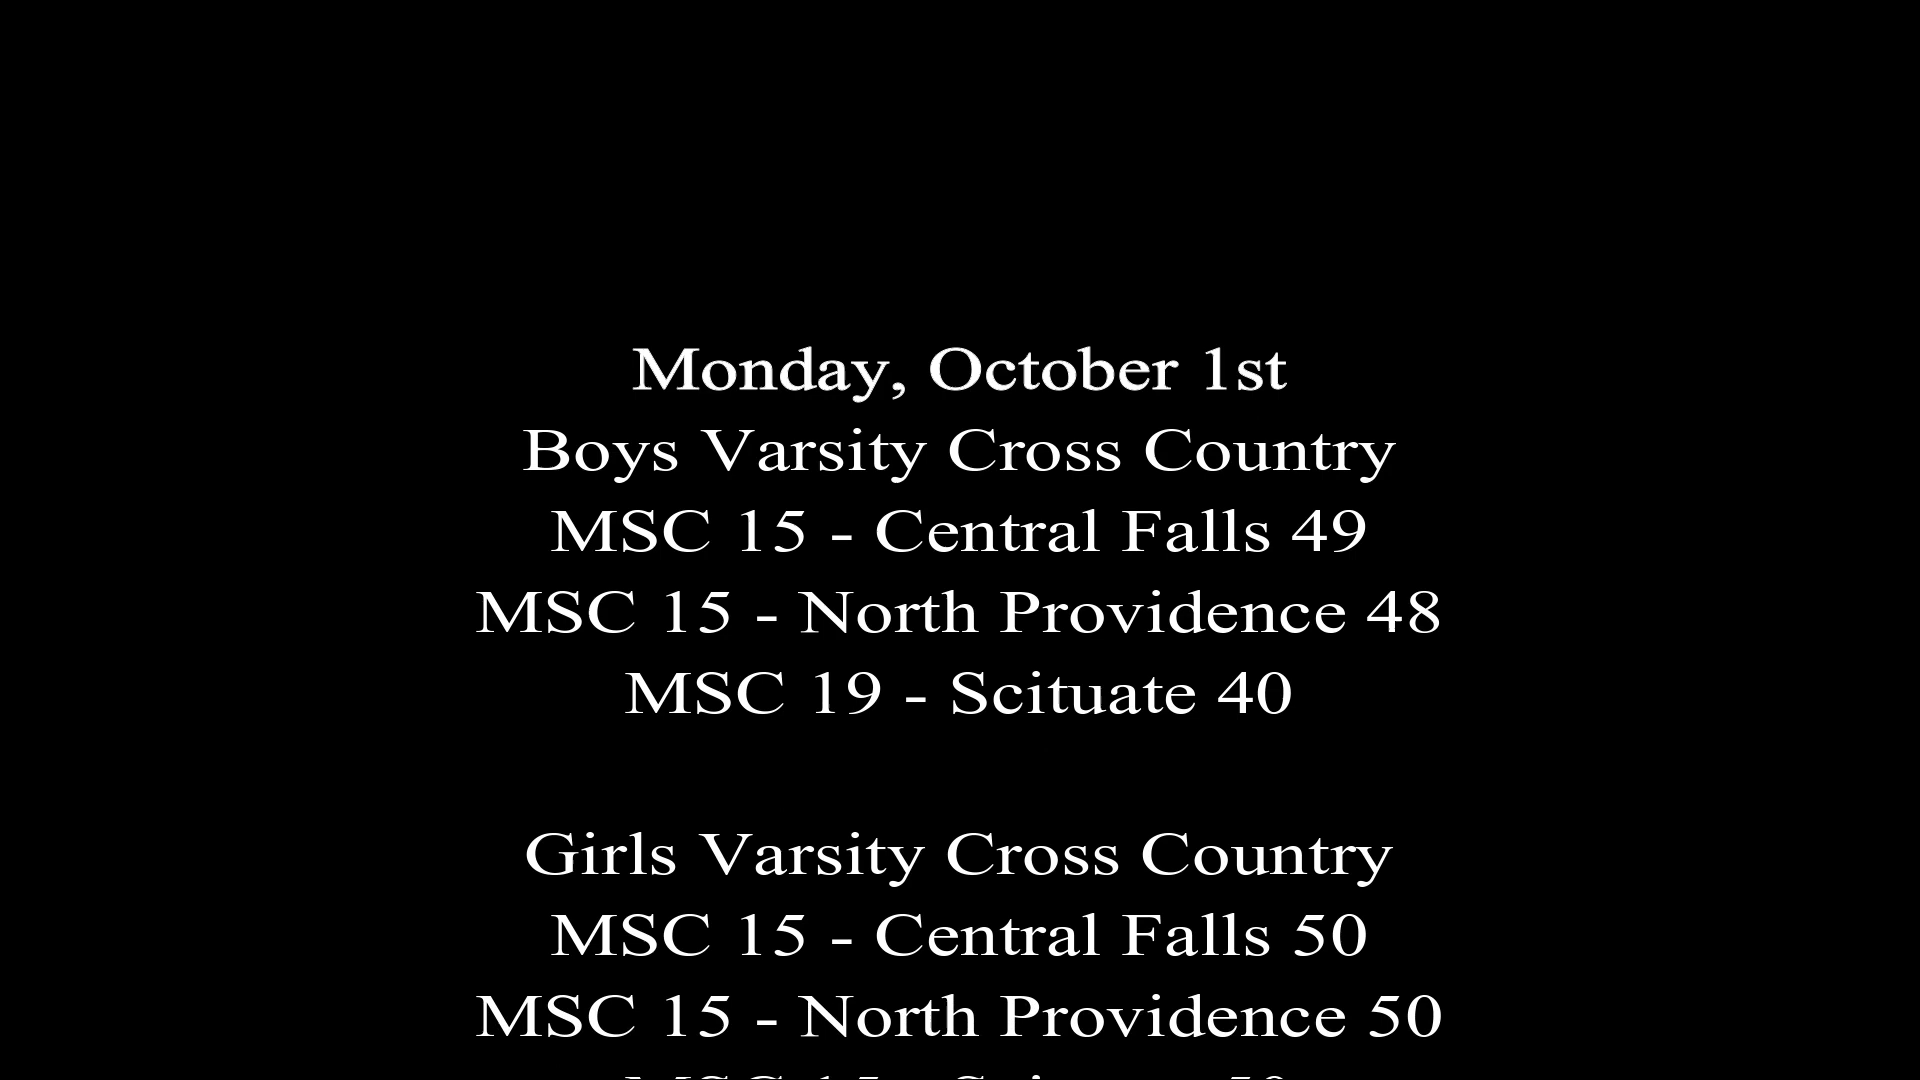 Monday, October 1st
Boys Varsity Cross Country
MSC 15 - Central Falls 49
MSC 15 - North Providence 48
MSC 19 - Scituate 40
Girls Varsity Cross Country
MSC 15 - Central Falls 50
MSC 15 - North Providence 50